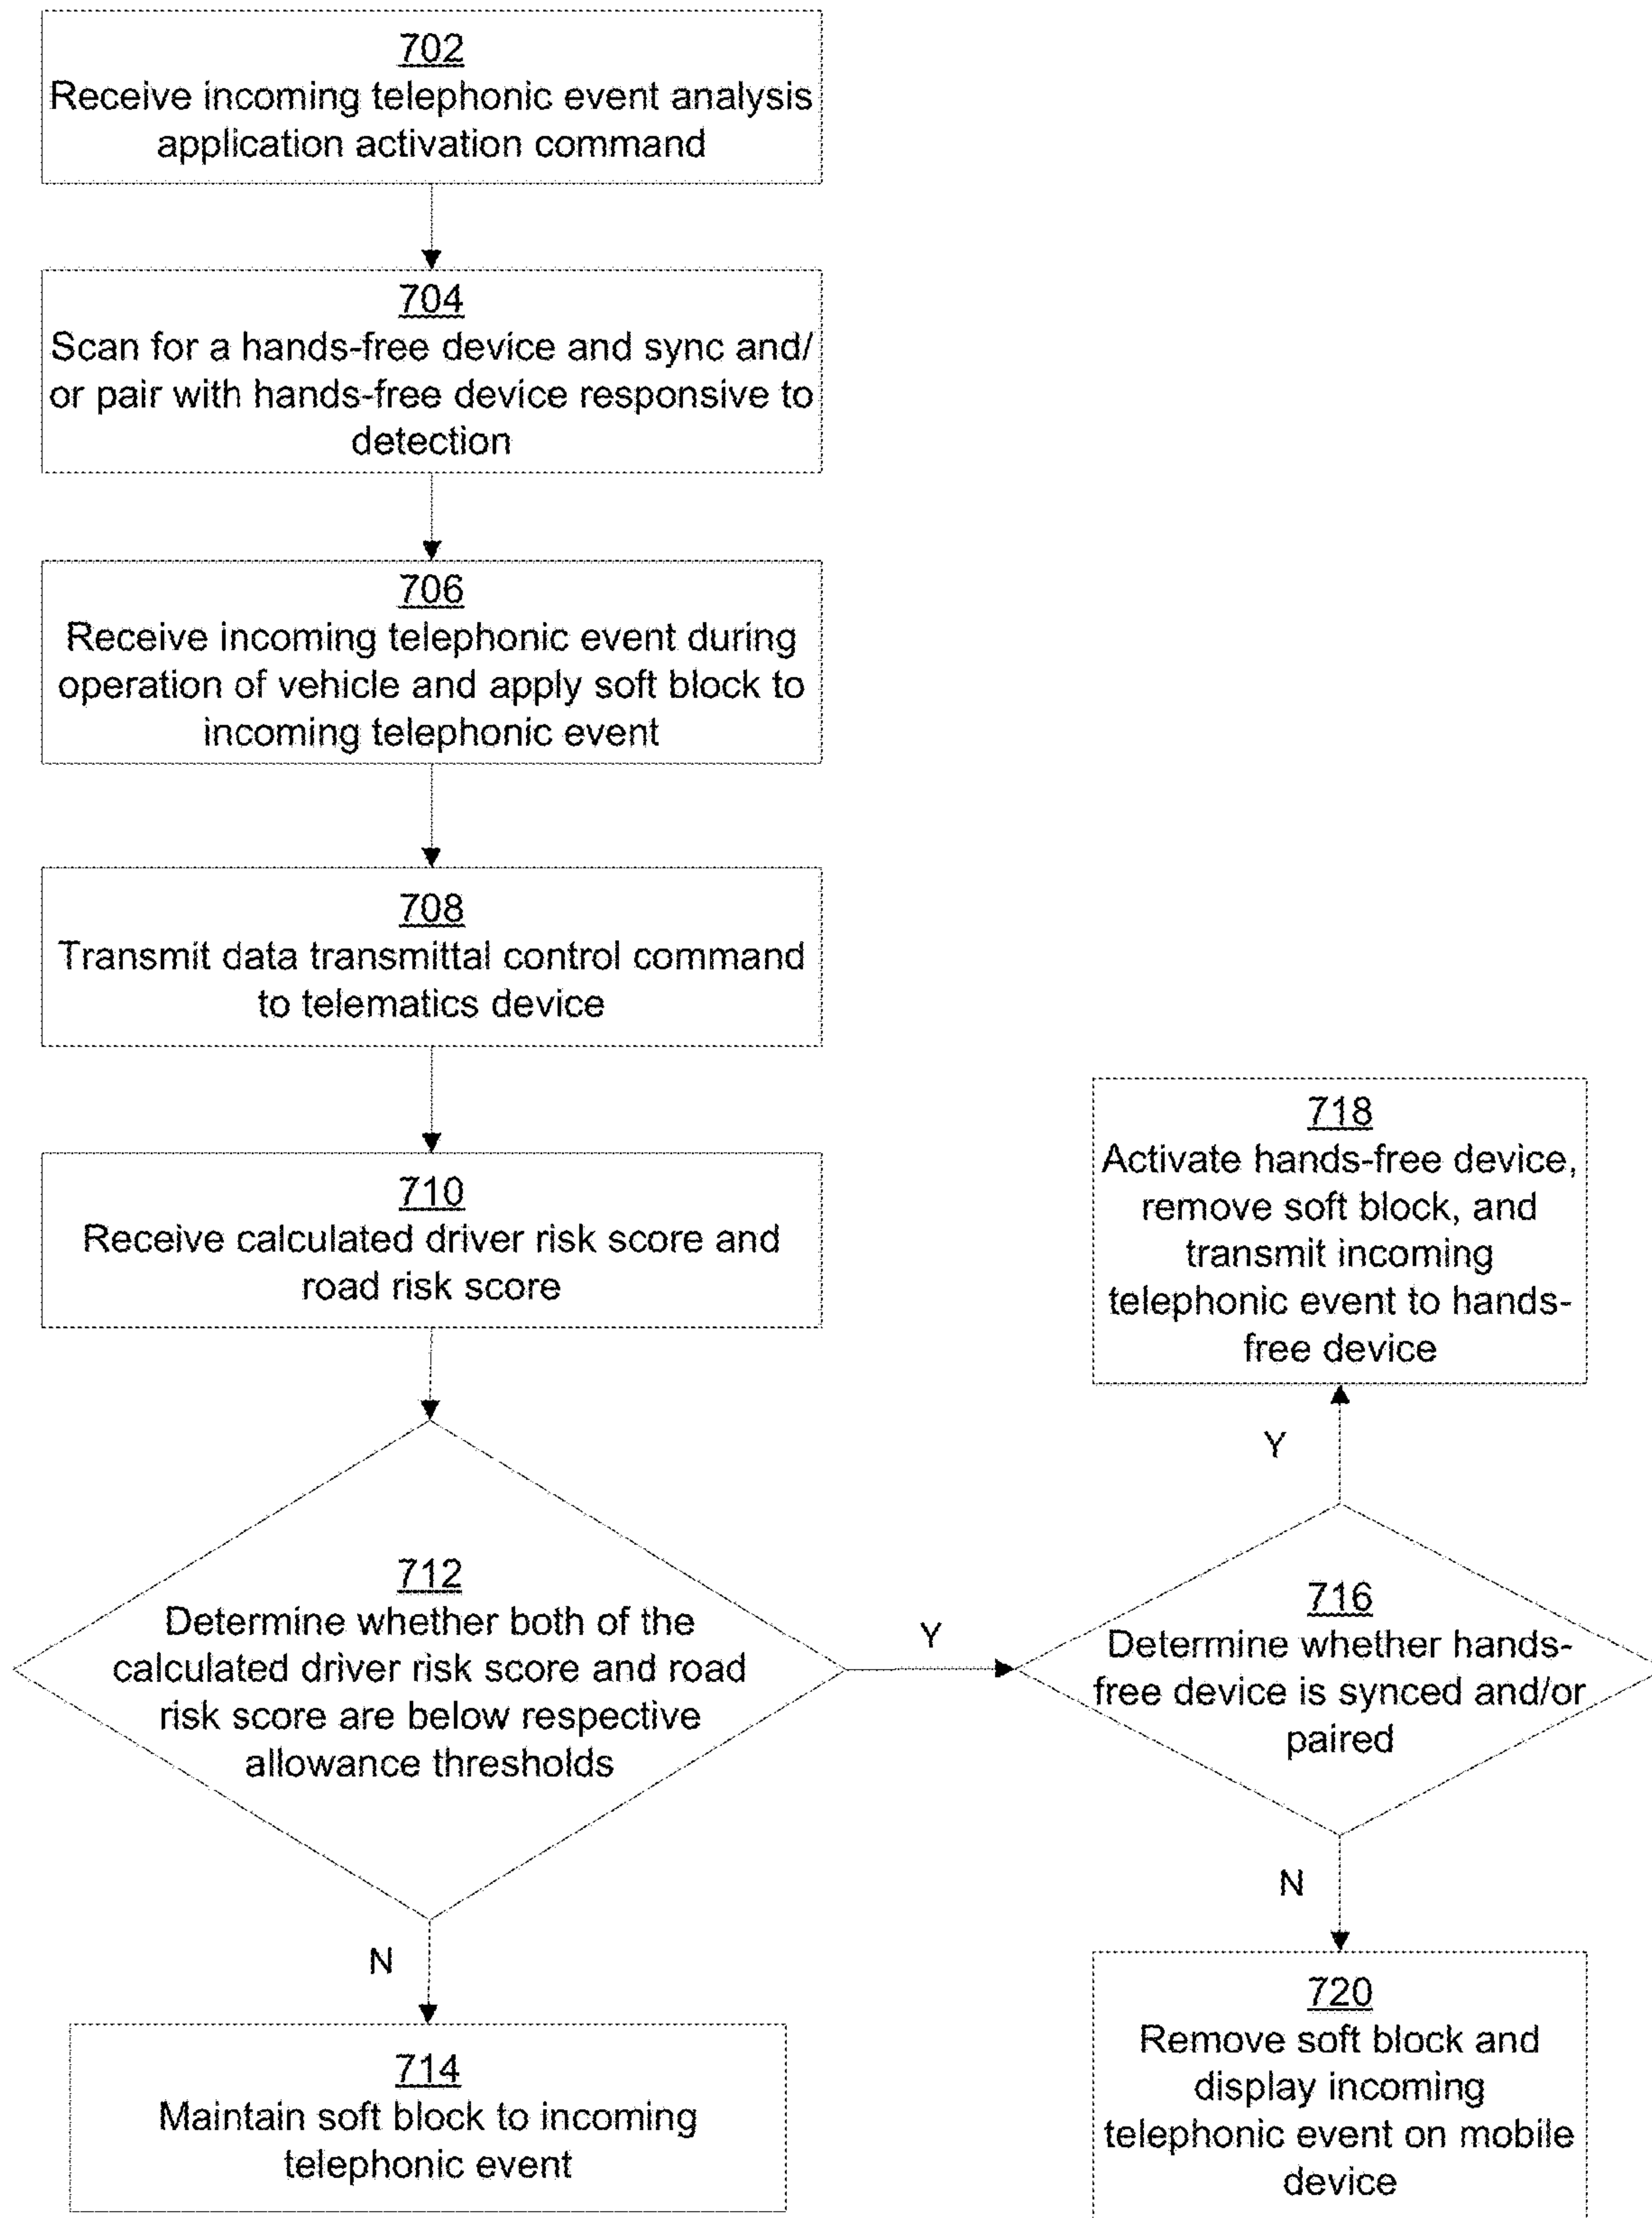 702
Receive incoming telephonic event analysis
application activation command
704
Scan for a hands-free device and sync and/
or pair with hands-free device responsive to
detection
706
Receive incoming telephonic event during
operation of vehicle and apply soft block to
incoming telephonic event
708
Transmit data transmittal control command
to telematics device
710
Receive calculated driver risk score and
road risk score
712
Determine whether both of the
calculated driver risk score and road
risk score are below respective
allowance thresholds
N
714
Maintain soft block to incoming
telephonic event
Y
716
Determine whether hands-
free device is synced and/or
paired
Y
718
Activate hands-free device,
remove soft block, and
transmit incoming
telephonic event to hands-
free device
N
720
Remove soft block and
display incoming
telephonic event on mobile
device